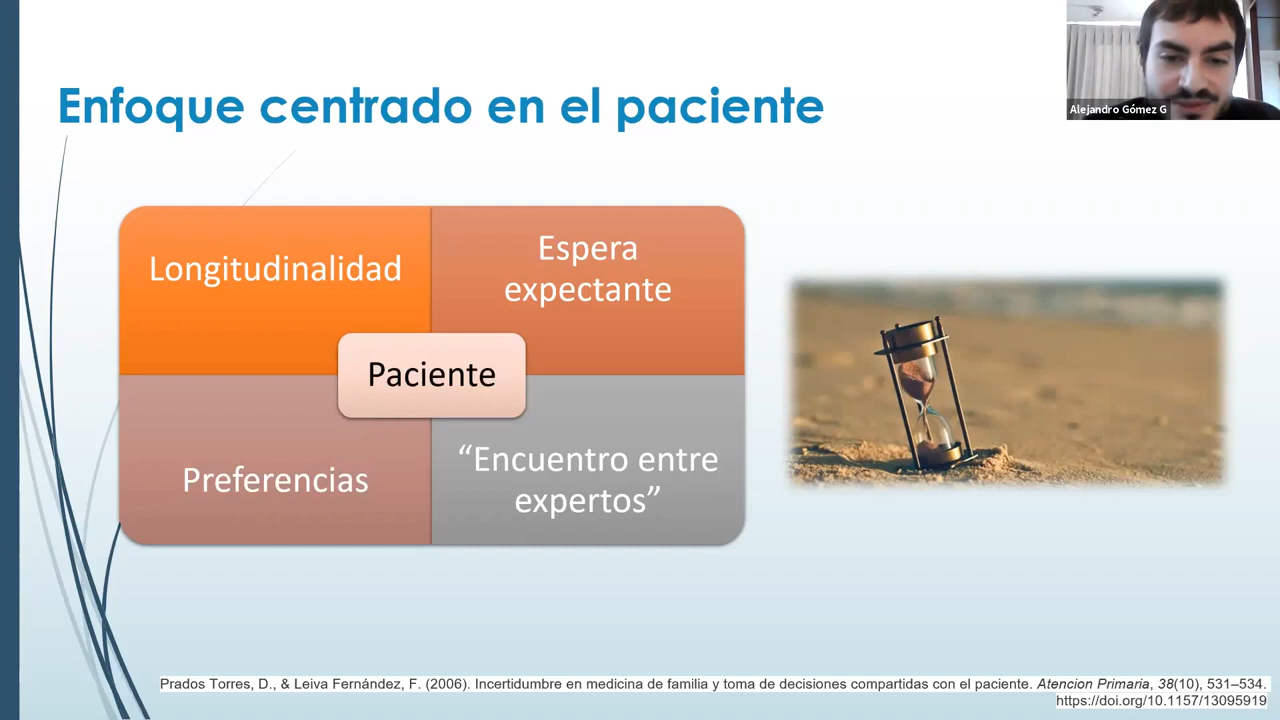 Enfoque centrado en el paciente
Alejandro Gómez G
Longitudinalidad
Espera
expectante
Paciente
Preferencias
“Encuentro entre
expertos”
Prados Torres, D., & Leiva Fernández, F. (2006). Incertidumbre en medicina de familia y toma de decisiones compartidas con el paciente. Atencion Primaria, 38(10), 531–534.
https://doi.org/10.1157/13095919